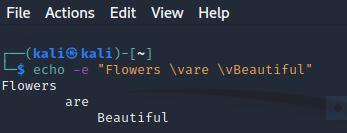 File Actions Edit View Help
┌──(kali㉿kali)-[~]
└─$ echo -e "Flowers \vare \vBeautiful"
Flowers
are
Beautiful